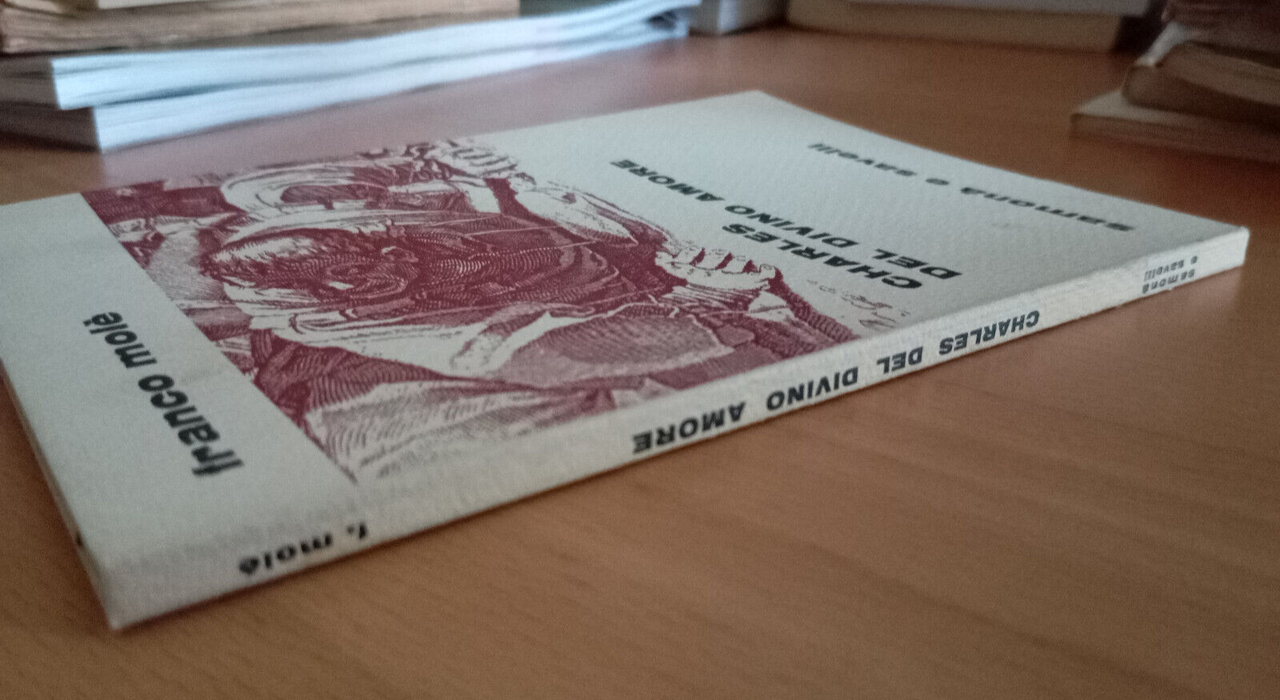 franco molè
CHARLES
DEL DIVINO AMORE
samonà e savelli
f. molè
CHARLES DEL DIVINO AMORE
samonà
e savelli